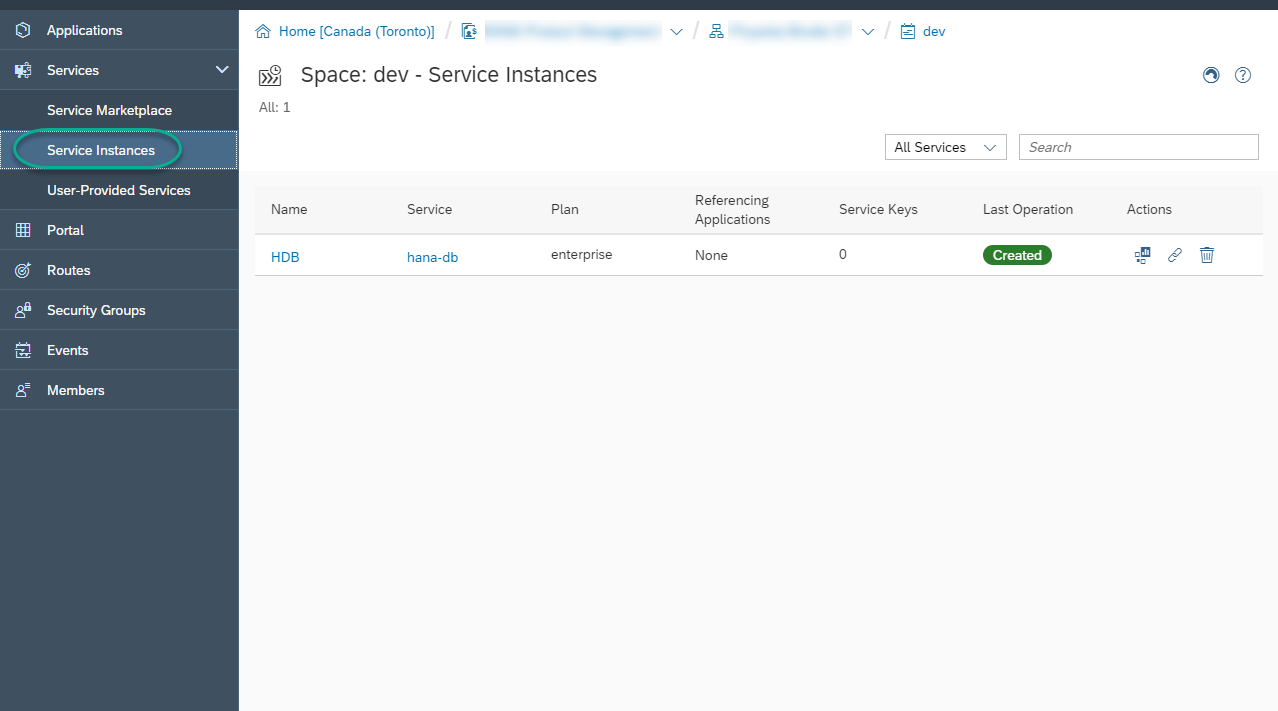 Applications
Services
Service Marketplace
Service Instances
User-Provided Services
Portal
Routes
Security Groups
Events
Members
Home [Canada (Toronto)] / / / dev
Space: dev - Service Instances
All: 1
All Services Search
Name Service Plan Referencing Applications Service Keys Last Operation Actions
HDB hana-db enterprise None 0 Created